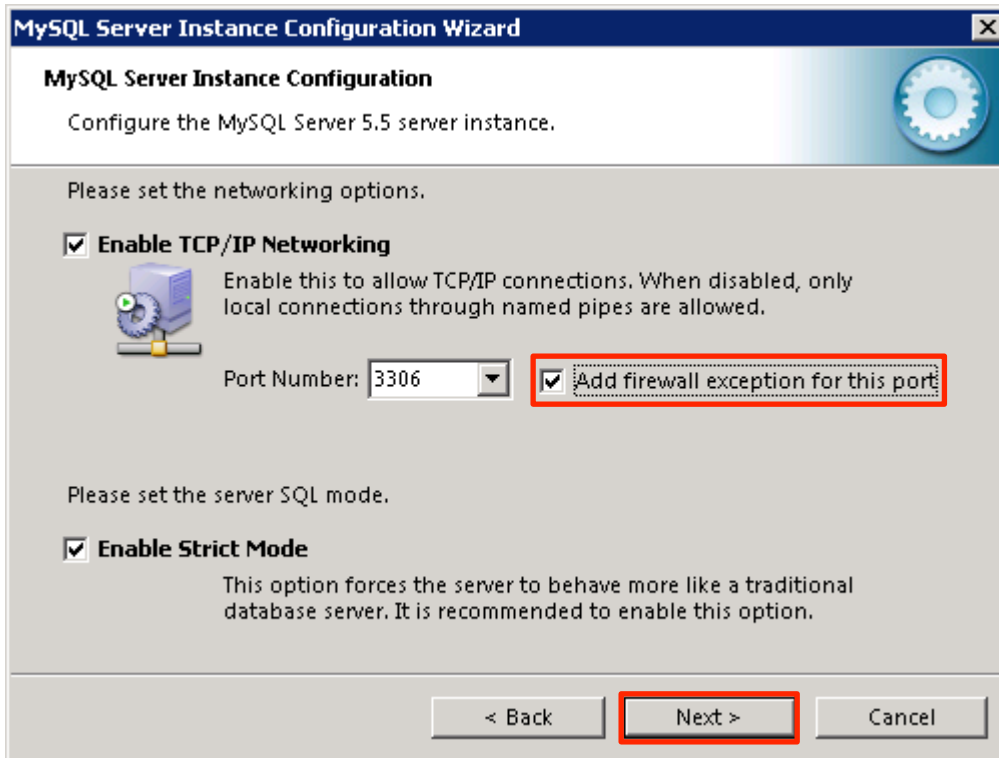 MySQL Server Instance Configuration Wizard
MySQL Server Instance Configuration
Configure the MySQL Server 5.5 server instance.
Please set the networking options.
Enable TCP/IP Networking
Enable this to allow TCP/IP connections. When disabled, only
local connections through named pipes are allowed.
Port Number: 3306 Add firewall exception for this port
Please set the server SQL mode.
Enable Strict Mode
This option forces the server to behave more like a traditional
database server. It is recommended to enable this option.
< Back Next > Cancel